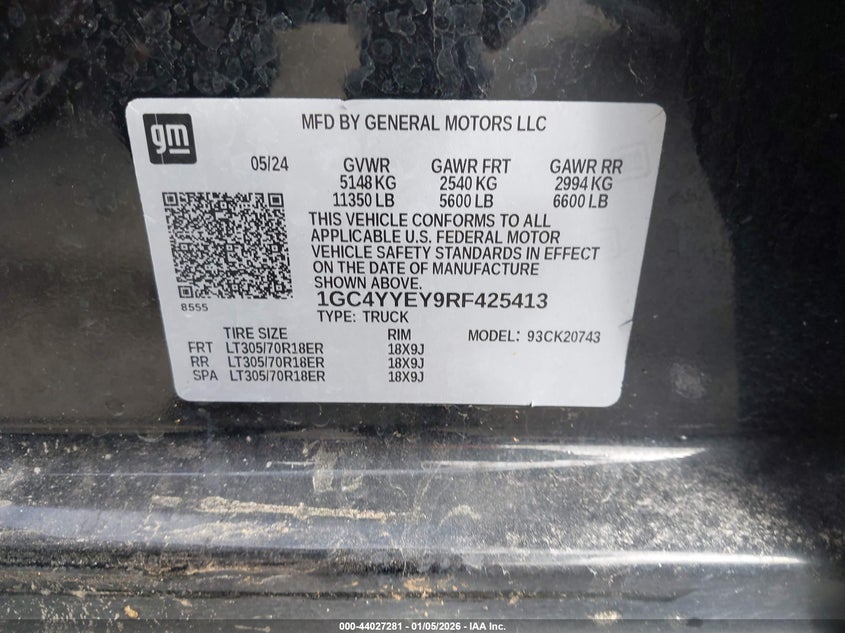 gm
MFD BY GENERAL MOTORS LLC
05/24 GVWR GAWR FRT GAWR RR
5148 KG 2540 KG 2994 KG
11350 LB 5600 LB 6600 LB
THIS VEHICLE CONFORMS TO ALL
APPLICABLE U.S. FEDERAL MOTOR
VEHICLE SAFETY STANDARDS IN EFFECT
ON THE DATE OF MANUFACTURE
SHOWN ABOVE.
8555
1GC4YYEY9RF425413
TYPE: TRUCK
TIRE SIZE RIM MODEL: 93CK20743
FRT LT305/70R18ER 18X9J
RR LT305/70R18ER 18X9J
SPA LT305/70R18ER 18X9J
000-44027281 - 01/05/2026 - IAA Inc.